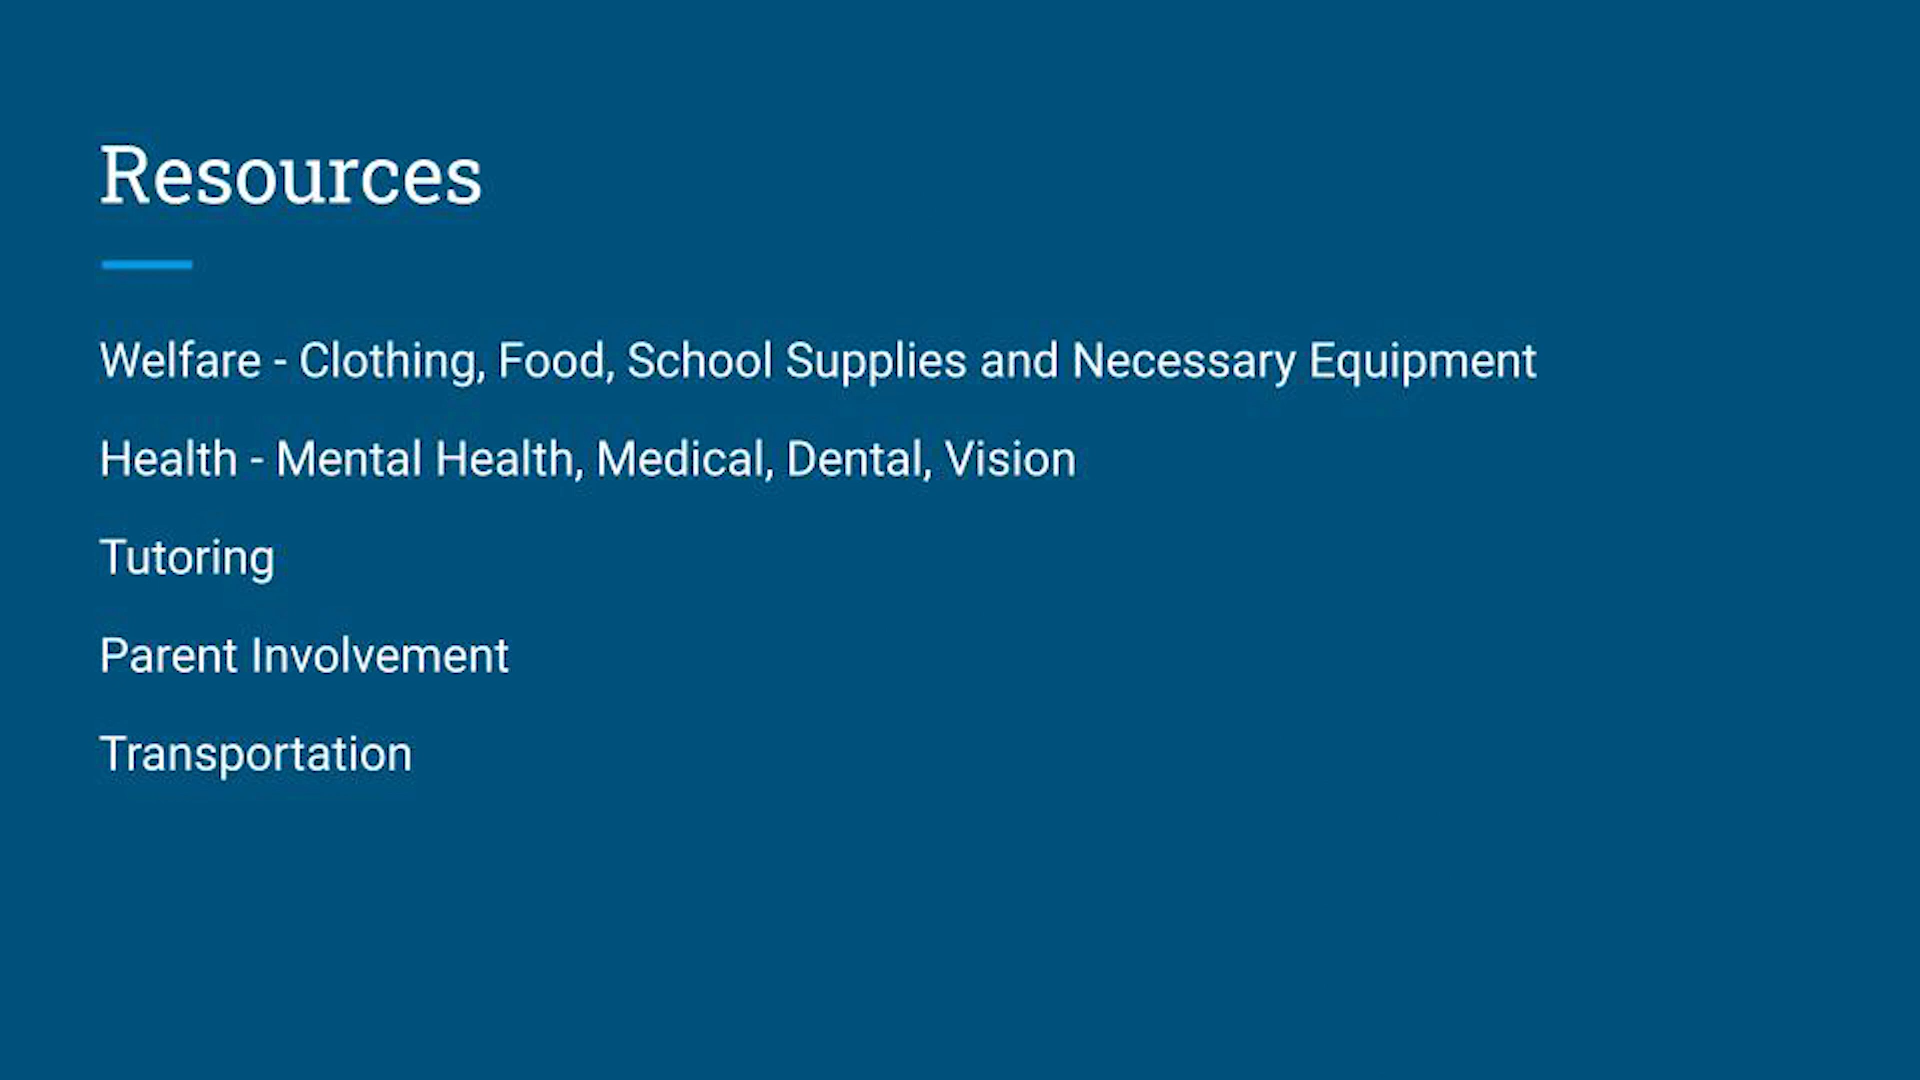 Resources
Welfare - Clothing, Food, School Supplies and Necessary Equipment
Health - Mental Health, Medical, Dental, Vision
Tutoring
Parent Involvement
Transportation